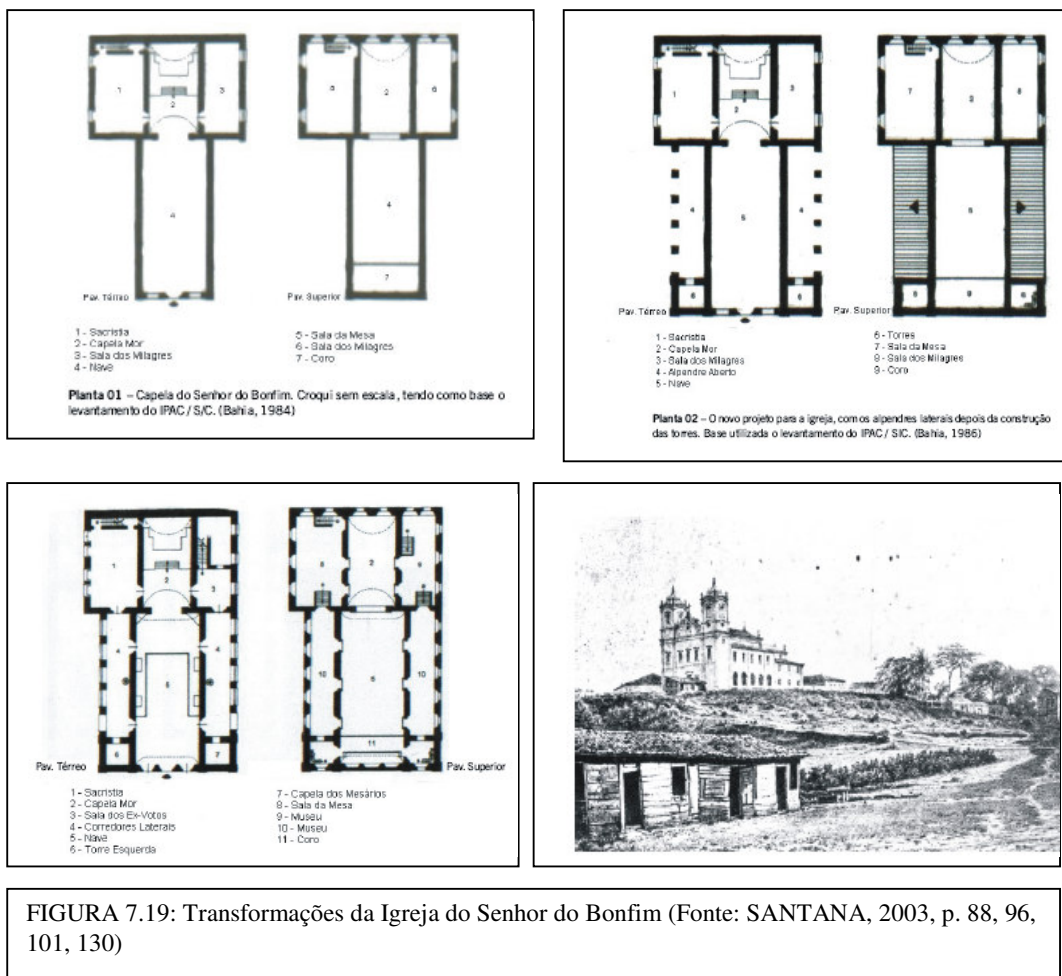 Pav. Térreo
Pav. Superior
1 - Sacristia
2 - Capela Mor
3 - Sala dos Milagres
4 - Nave
5 - Sala da Mesa
6 - Sala dos Milagres
7 - Coro
Planta 01 – Capela do Senhor do Bonfim. Croqui sem escala, tendo como base o
levantamento do IPAC / S/C. (Bahia, 1984)
Pav. Térreo
Pav. Superior
1 - Sacristia
2 - Capela Mor
3 - Sala dos Milagres
4 - Alpendre Aberto
5 - Nave
6 - Torres
7 - Sala da Mesa
8 - Sala dos Milagres
9 - Coro
Planta 02 – O novo projeto para a igreja, com os alpendres laterais depois da construção
das torres. Base utilizada o levantamento do IPAC / SIC. (Bahia, 1986)
Pav. Térreo
Pav. Superior
1 - Sacristia
2 - Capela Mor
3 - Sala dos Ex-Votos
4 - Corredores Laterais
5 - Nave
6 - Torre Esquerda
7 - Capela dos Mesários
8 - Sala da Mesa
9 - Museu
10 - Museu
11 - Coro
FIGURA 7.19: Transformações da Igreja do Senhor do Bonfim (Fonte: SANTANA, 2003, p. 88, 96,
101, 130)